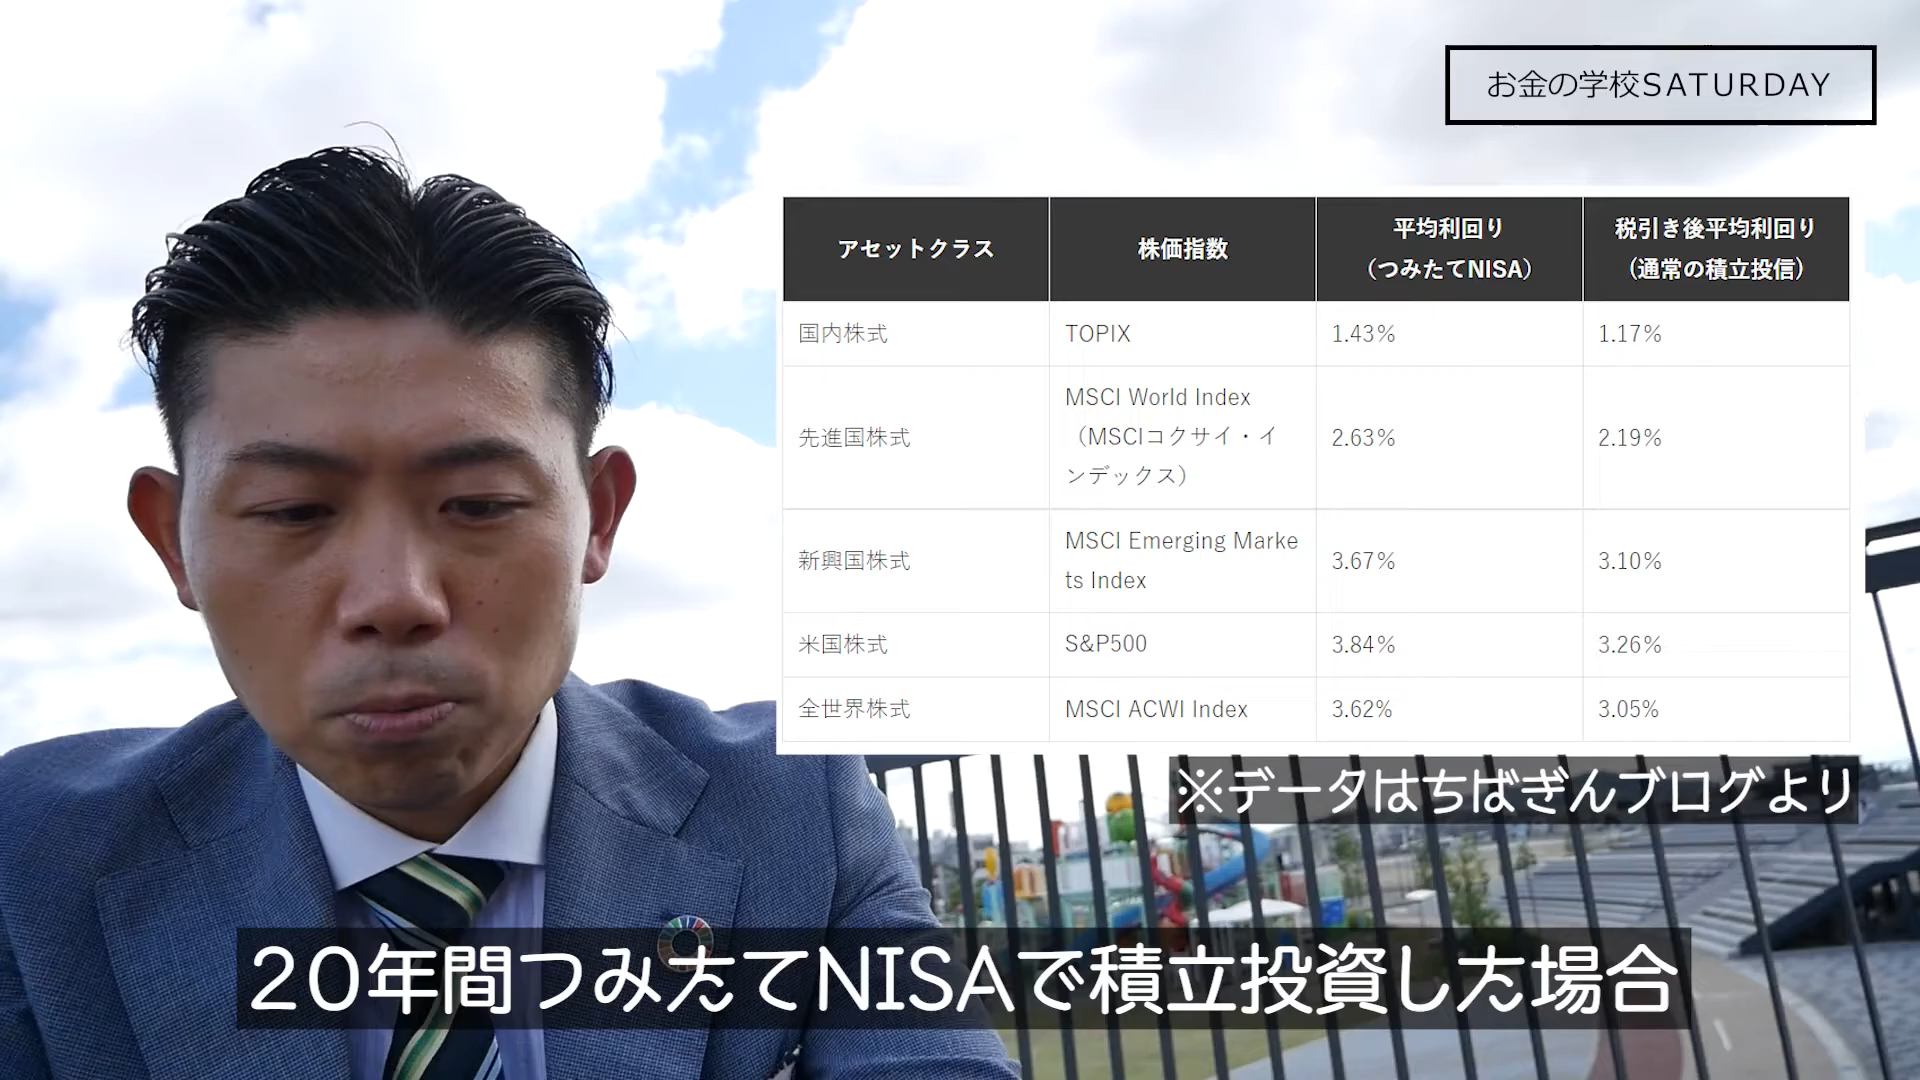 お金の学校SATURDAY
アセットクラス 株価指数 平均利回り（つみたてNISA） 税引き後平均利回り（通常の積立投信）
国内株式 TOPIX 1.43% 1.17%
先進国株式 MSCI World Index（MSCIコクサイ・インデックス） 2.63% 2.19%
新興国株式 MSCI Emerging Markets Index 3.67% 3.10%
米国株式 S&P500 3.84% 3.26%
全世界株式 MSCI ACWI Index 3.62% 3.05%
※データはちばぎんブログより
20年間つみたてNISAで積立投資した場合